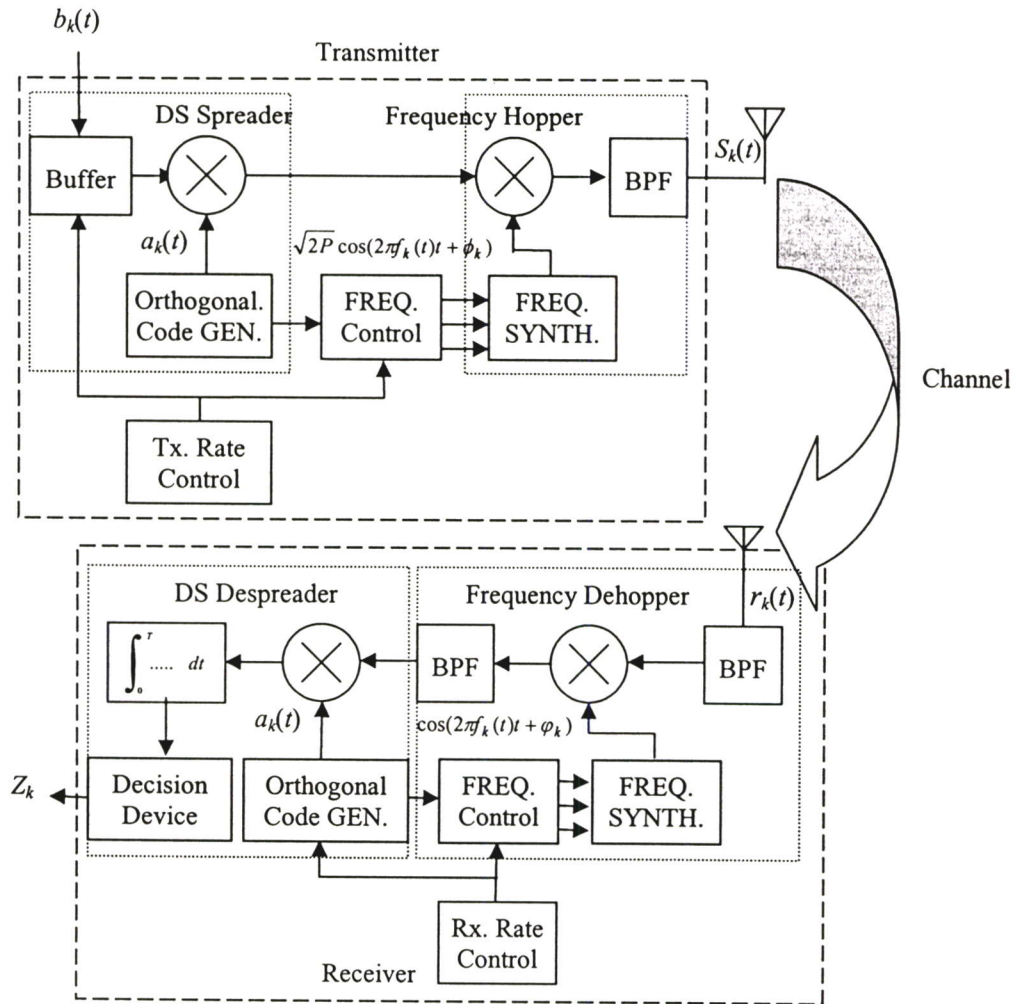 b_k(t)
Transmitter
DS Spreader
Frequency Hopper
Buffer
BPF
S_k(t)
a_k(t)
√2P cos(2πf_k(t)t + ϕ_k)
Orthogonal.
Code GEN.
FREQ.
Control
FREQ.
SYNTH.
Channel
Tx. Rate
Control
DS Despreader
Frequency Dehopper
r_k(t)
∫_0^T ..... dt
BPF
BPF
a_k(t)
cos(2πf_k(t)t + φ_k)
Z_k
Decision
Device
Orthogonal
Code GEN.
FREQ.
Control
FREQ.
SYNTH.
Rx. Rate
Control
Receiver